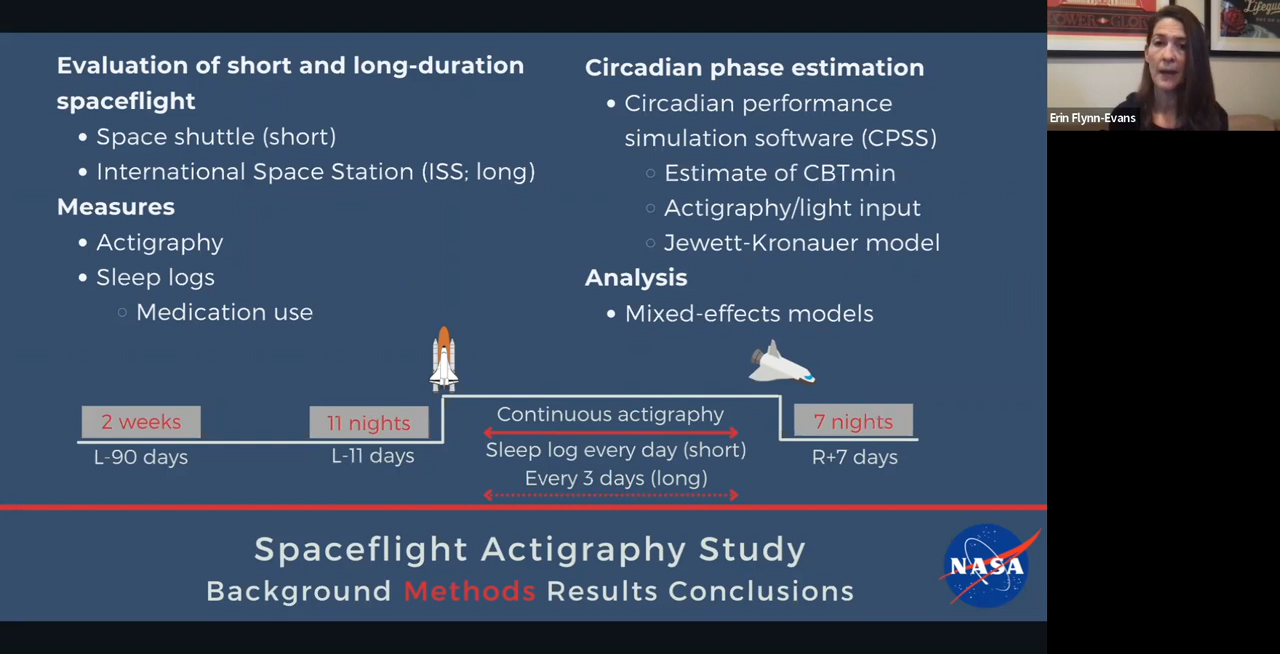 Evaluation of short and long-duration
spaceflight
• Space shuttle (short)
• International Space Station (ISS; long)
Measures
• Actigraphy
• Sleep logs
○ Medication use
Circadian phase estimation
• Circadian performance
simulation software (CPSS)
○ Estimate of CBTmin
○ Actigraphy/light input
○ Jewett-Kronauer model
Analysis
• Mixed-effects models
2 weeks
L-90 days
11 nights
L-11 days
Continuous actigraphy
Sleep log every day (short)
Every 3 days (long)
7 nights
R+7 days
Spaceflight Actigraphy Study
Background Methods Results Conclusions
NASA
POWER & GLORY
Lifeguard
Erin Flynn-Evans